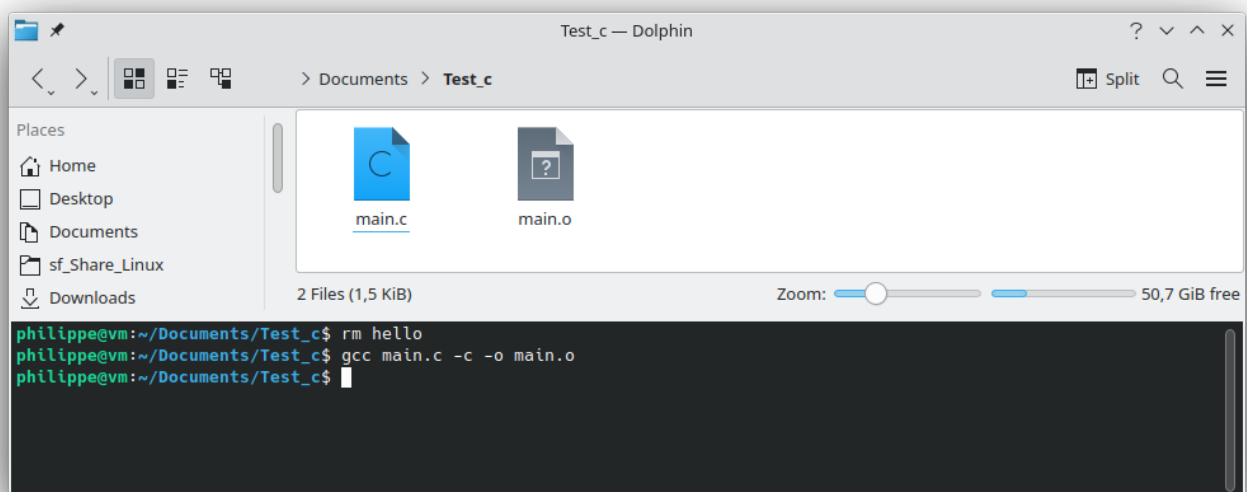 Test_c — Dolphin
Documents > Test_c
Split
Places
Home
Desktop
Documents
sf_Share_Linux
Downloads
main.c
main.o
2 Files (1,5 KiB)
Zoom:
50,7 GiB free
philippe@vm:~/Documents/Test_c$ rm hello
philippe@vm:~/Documents/Test_c$ gcc main.c -c -o main.o
philippe@vm:~/Documents/Test_c$